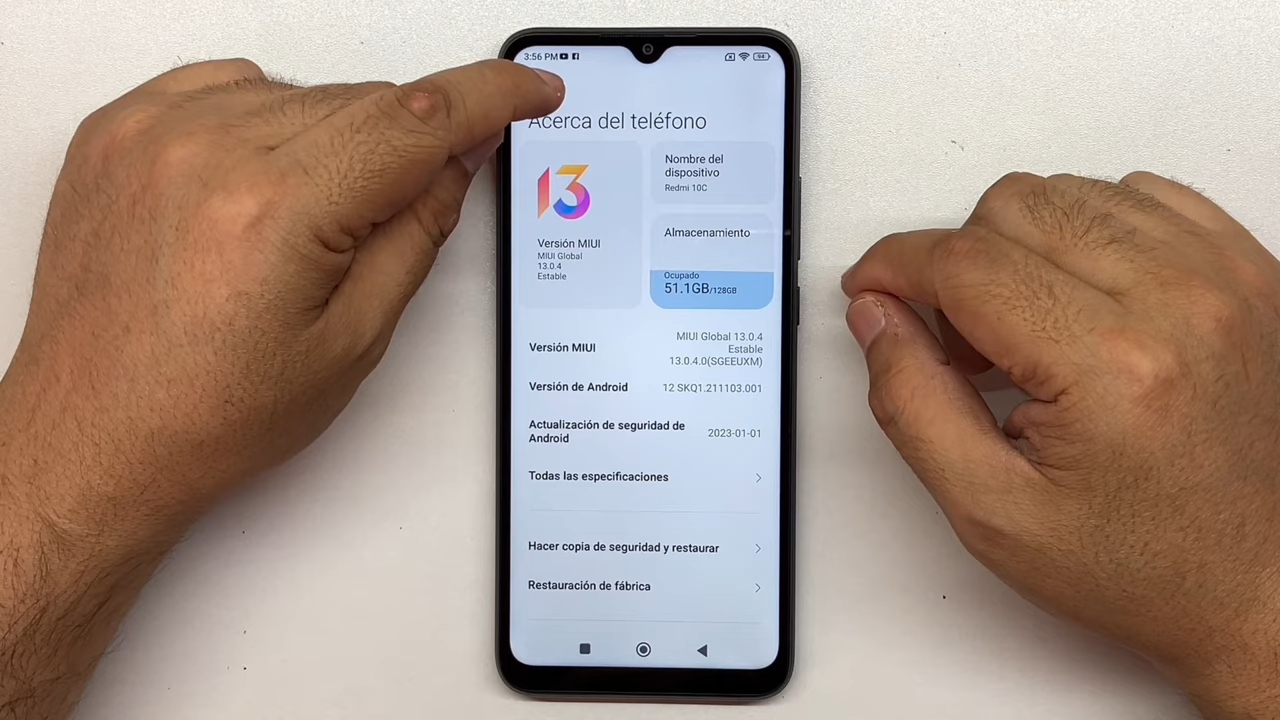 3:56 PM
94
Acerca del teléfono
13
Versión MIUI
MIUI Global
13.0.4
Estable
Nombre del
dispositivo
Redmi 10C
Almacenamiento
Ocupado
51.1GB/128GB
Versión MIUI
MIUI Global 13.0.4
Estable
13.0.4.0(SGEEUXM)
Versión de Android
12 SKQ1.211103.001
Actualización de seguridad de
Android
2023-01-01
Todas las especificaciones
Hacer copia de seguridad y restaurar
Restauración de fábrica